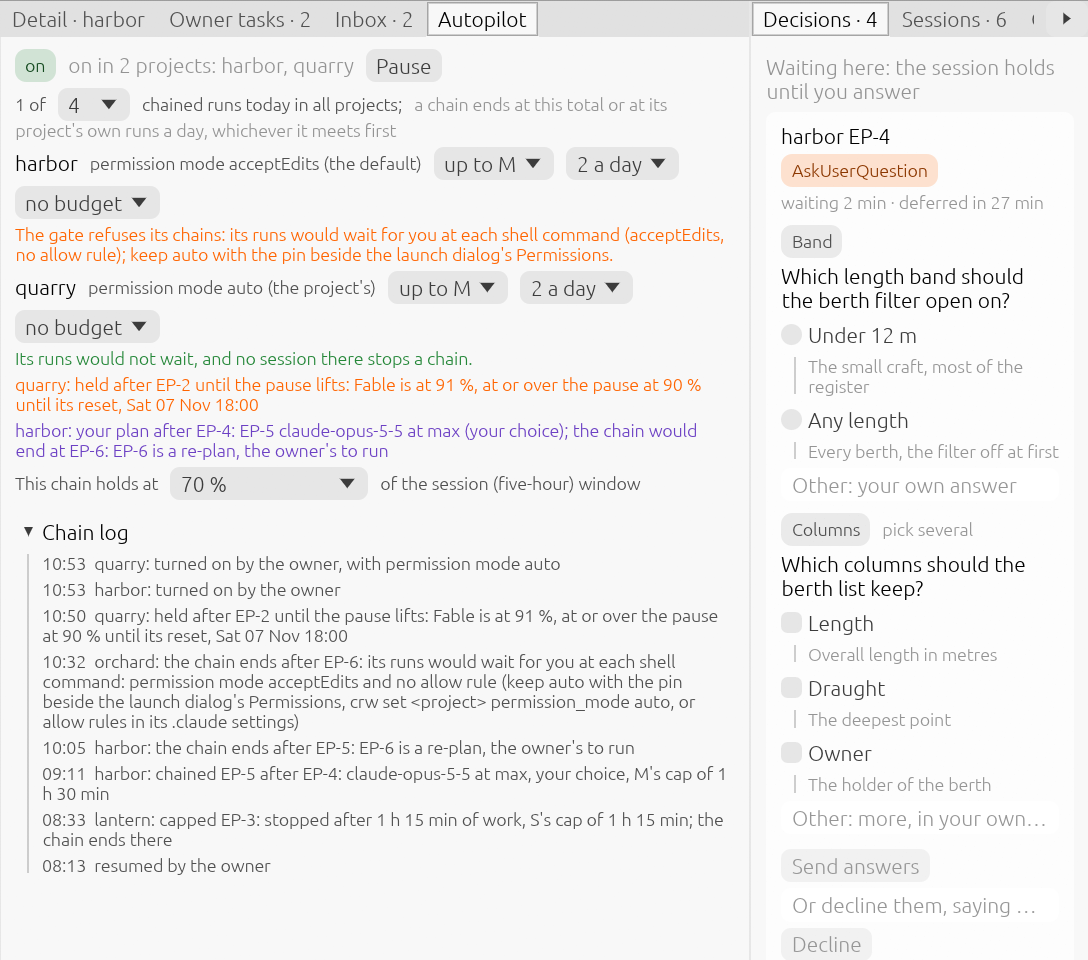 Detail · harbor
Owner tasks · 2
Inbox · 2
Autopilot
on
on in 2 projects: harbor, quarry
Pause
1 of
4
chained runs today in all projects;
a chain ends at this total or at its
project's own runs a day, whichever it meets first
harbor
permission mode acceptEdits (the default)
up to M
2 a day
no budget
The gate refuses its chains: its runs would wait for you at each shell command (acceptEdits,
no allow rule); keep auto with the pin beside the launch dialog's Permissions.
quarry
permission mode auto (the project's)
up to M
2 a day
no budget
Its runs would not wait, and no session there stops a chain.
quarry: held after EP-2 until the pause lifts: Fable is at 91 %, at or over the pause at 90 %
until its reset, Sat 07 Nov 18:00
harbor: your plan after EP-4: EP-5 claude-opus-5-5 at max (your choice); the chain would
end at EP-6: EP-6 is a re-plan, the owner's to run
This chain holds at
70 %
of the session (five-hour) window
Chain log
10:53 quarry: turned on by the owner, with permission mode auto
10:53 harbor: turned on by the owner
10:50 quarry: held after EP-2 until the pause lifts: Fable is at 91 %, at or over the pause
at 90 % until its reset, Sat 07 Nov 18:00
10:32 orchard: the chain ends after EP-6: its runs would wait for you at each shell
command: permission mode acceptEdits and no allow rule (keep auto with the pin
beside the launch dialog's Permissions, crw set <project> permission_mode auto, or
allow rules in its .claude settings)
10:05 harbor: the chain ends after EP-5: EP-6 is a re-plan, the owner's to run
09:11 harbor: chained EP-5 after EP-4: claude-opus-5-5 at max, your choice, M's cap of 1
h 30 min
08:33 lantern: capped EP-3: stopped after 1 h 15 min of work, S's cap of 1 h 15 min; the
chain ends there
08:13 resumed by the owner
Decisions · 4
Sessions · 6
Waiting here: the session holds
until you answer
harbor EP-4
AskUserQuestion
waiting 2 min · deferred in 27 min
Band
Which length band should
the berth filter open on?
Under 12 m
The small craft, most of the
register
Any length
Every berth, the filter off at first
Other: your own answer
Columns
pick several
Which columns should the
berth list keep?
Length
Overall length in metres
Draught
The deepest point
Owner
The holder of the berth
Other: more, in your own…
Send answers
Or decline them, saying …
Decline